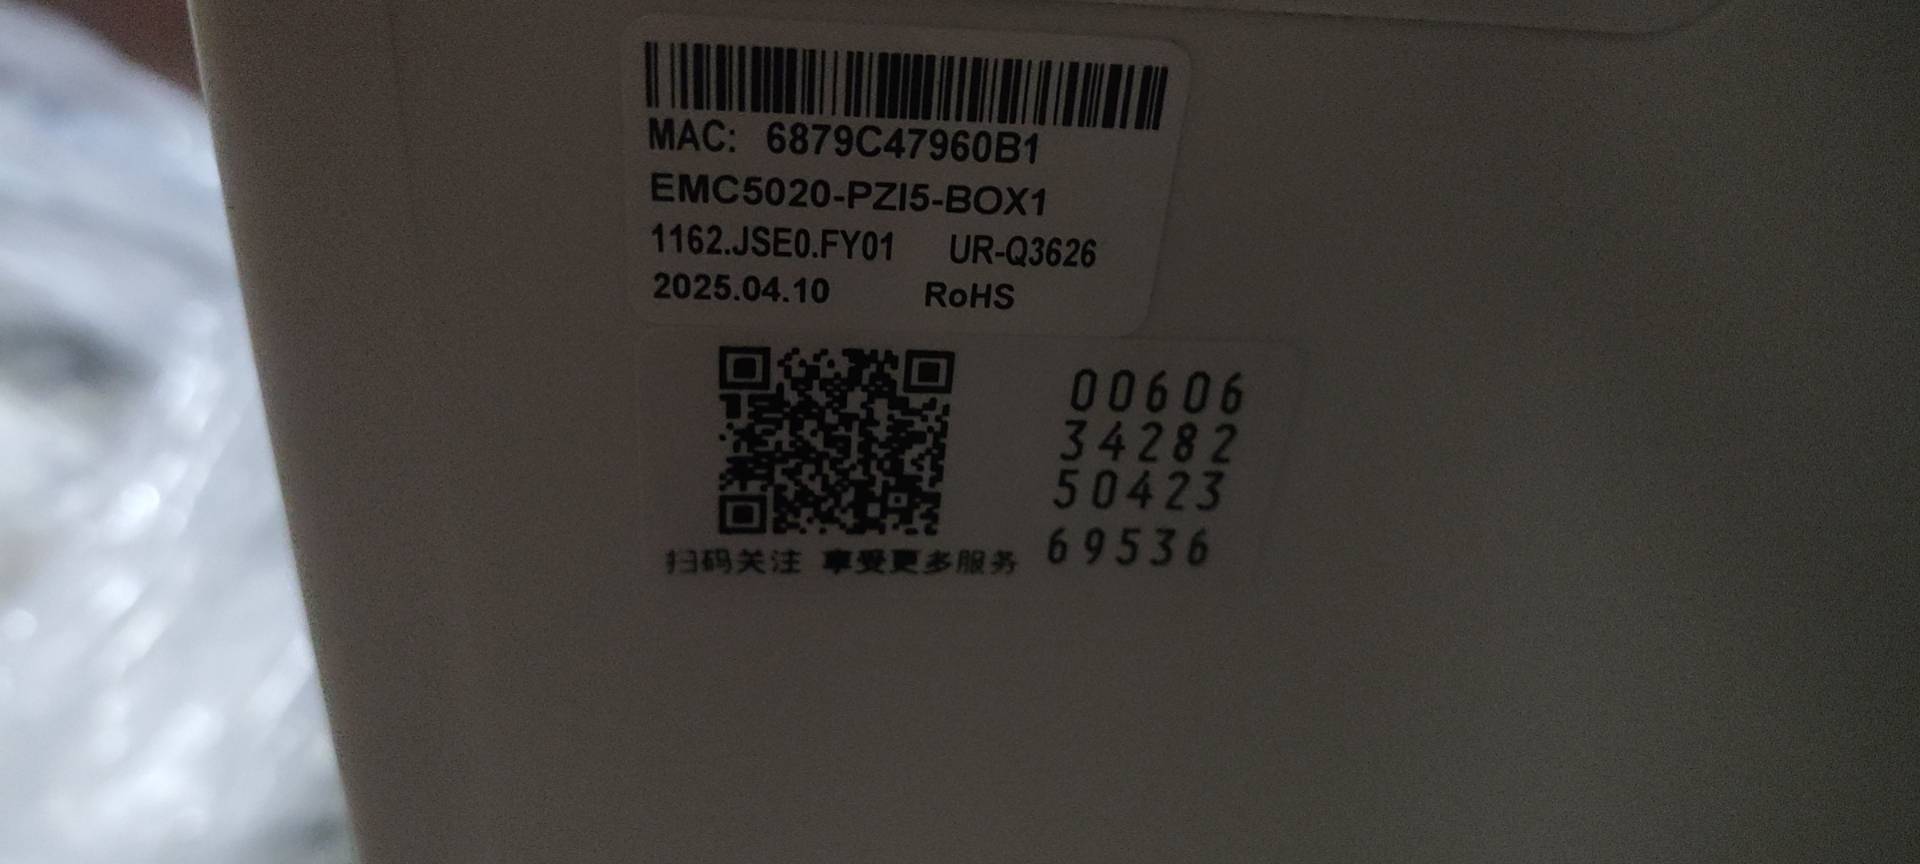 MAC: 6879C47960B1
EMC5020-PZI5-BOX1
1162.JSE0.FY01 UR-Q3626
2025.04.10 RoHS
00606
34282
50423
69536
扫码关注 享受更多服务